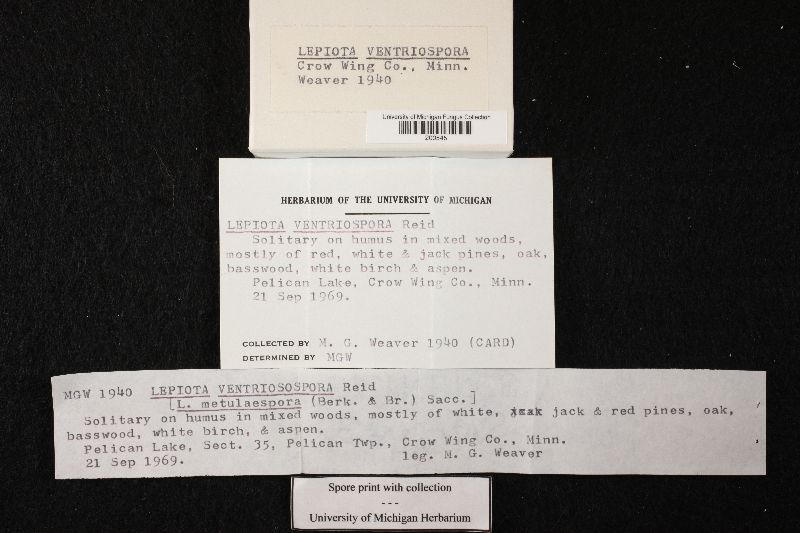 LEPIOTA VENTRIOSPORA
Crow Wing Co., Minn.
Weaver 1940
University of Michigan Fungus Collection
HERBARIUM OF THE UNIVERSITY OF MICHIGAN
LEPIOTA VENTRIOSPORA Reid
Solitary on humus in mixed woods,
mostly of red, white & jack pines, oak,
basswood, white birch & aspen.
Pelican Lake, Crow Wing Co., Minn.
21 Sep 1969.
COLLECTED BY M. G. Weaver 1940 (CARD)
DETERMINED BY MGW
MGW 1940 LEPIOTA VENTRIOSOSPORA Reid
[L. metulaespora (Berk. & Br.) Sacc.]
Solitary on humus in mixed woods, mostly of white, jack & red pines, oak,
basswood, white birch, & aspen.
Pelican Lake, Sect. 35, Pelican Twp., Crow Wing Co., Minn.
21 Sep 1969. leg. M. G. Weaver
Spore print with collection
---
University of Michigan Herbarium